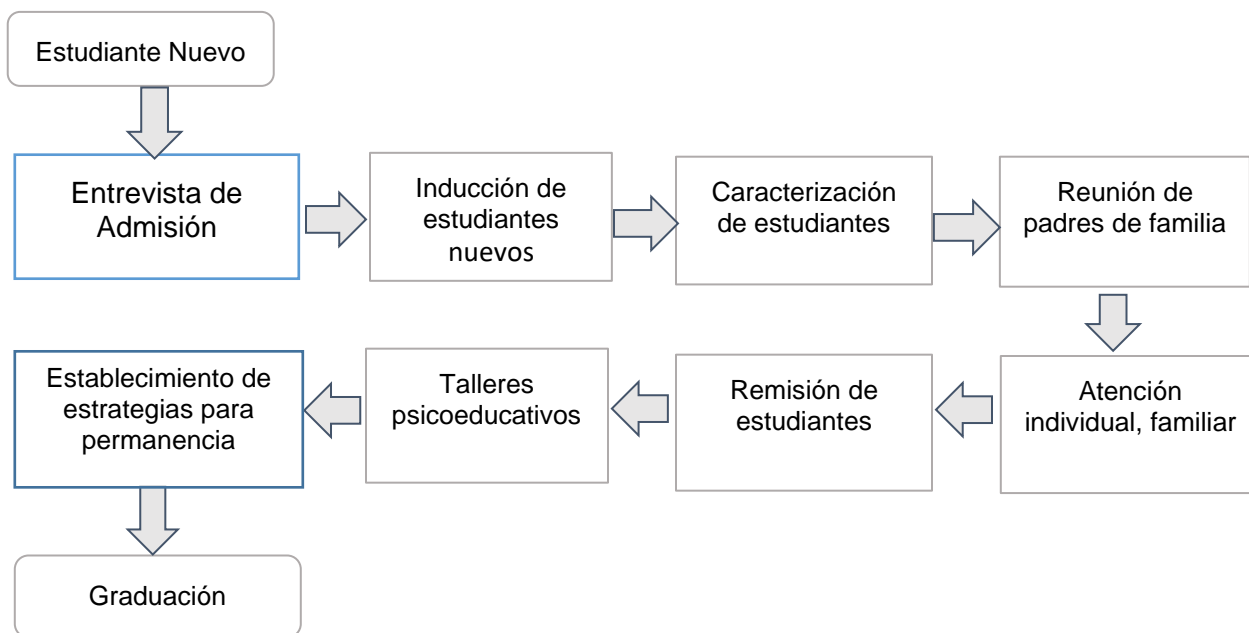 Estudiante Nuevo
Entrevista de
Admisión
Inducción de
estudiantes
nuevos
Caracterización
de estudiantes
Reunión de
padres de familia
Atención
individual, familiar
Remisión de
estudiantes
Talleres
psicoeducativos
Establecimiento de
estrategias para
permanencia
Graduación